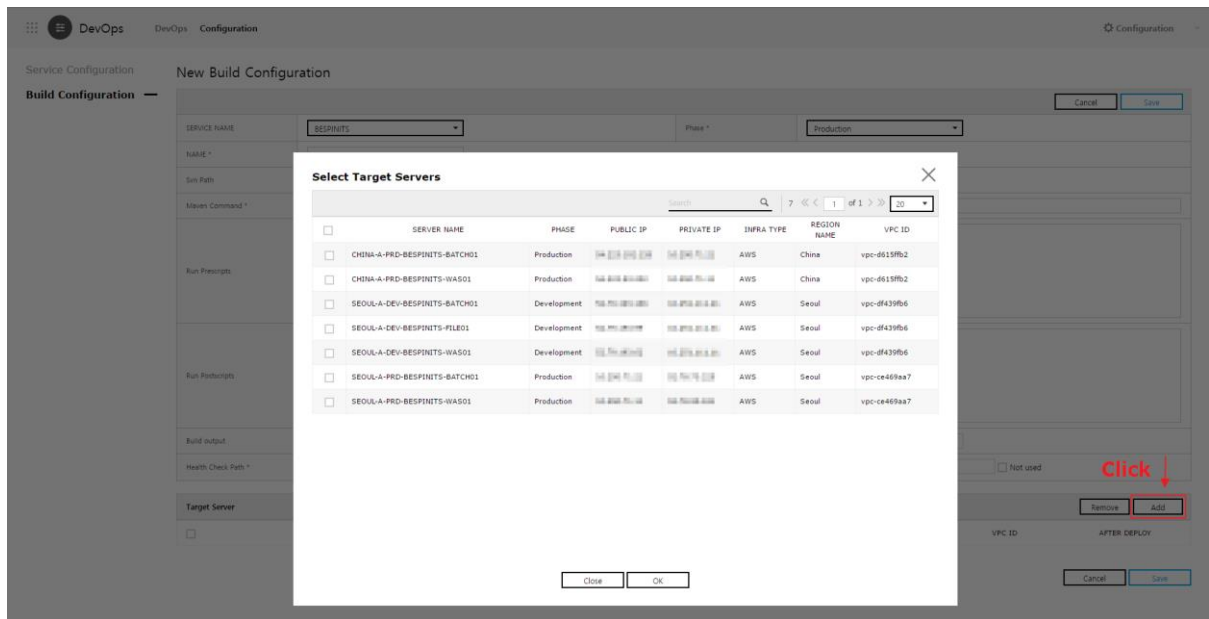 DevOps DevOps Configuration Configuration
Service Configuration
Build Configuration
New Build Configuration
Cancel Save
SERVICE NAME BESPINITS Phase * Production
NAME *
Svn Path
Maven Command *
Run Prescripts
Run Postscripts
Build output
Health Check Path * Not used
Select Target Servers
Search 7 1 of 1 20
SERVER NAME PHASE PUBLIC IP PRIVATE IP INFRA TYPE REGION NAME VPC ID
CHINA-A-PRD-BESPINITS-BATCH01 Production AWS China vpc-d615ffb2
CHINA-A-PRD-BESPINITS-WAS01 Production AWS China vpc-d615ffb2
SEOUL-A-DEV-BESPINITS-BATCH01 Development AWS Seoul vpc-df439fb6
SEOUL-A-DEV-BESPINITS-FILE01 Development AWS Seoul vpc-df439fb6
SEOUL-A-DEV-BESPINITS-WAS01 Development AWS Seoul vpc-df439fb6
SEOUL-A-PRD-BESPINITS-BATCH01 Production AWS Seoul vpc-ce469aa7
SEOUL-A-PRD-BESPINITS-WAS01 Production AWS Seoul vpc-ce469aa7
Close OK
Click
Target Server Remove Add
VPC ID AFTER DEPLOY
Cancel Save